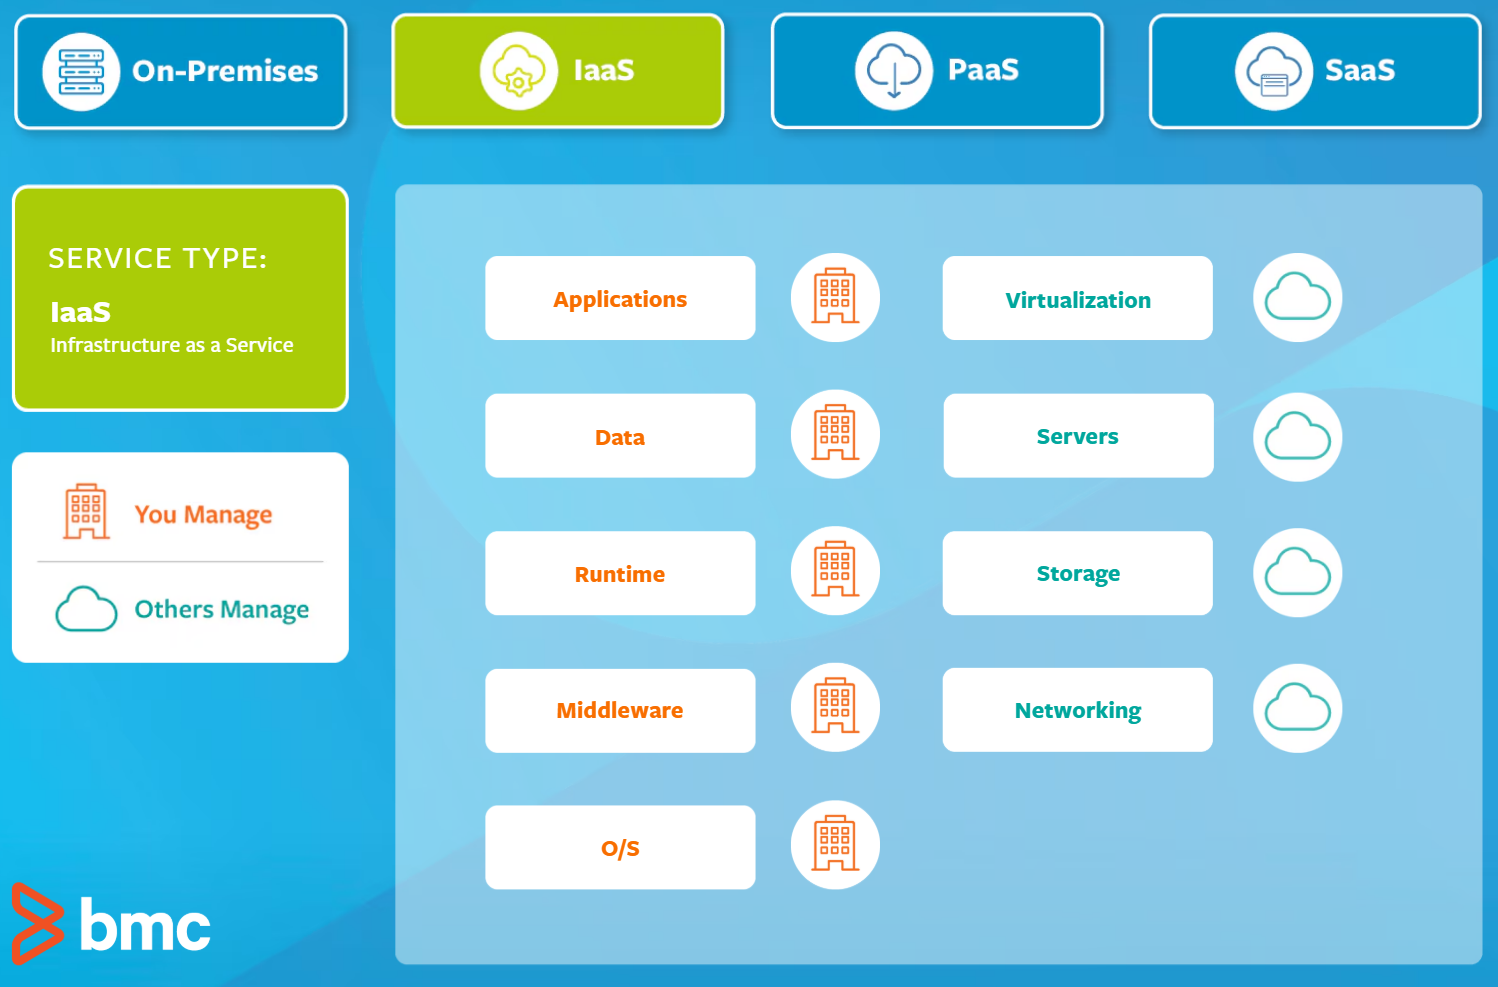 On-Premises
IaaS
PaaS
SaaS
SERVICE TYPE:
IaaS
Infrastructure as a Service
You Manage
Others Manage
Applications
Virtualization
Data
Servers
Runtime
Storage
Middleware
Networking
O/S
bmc